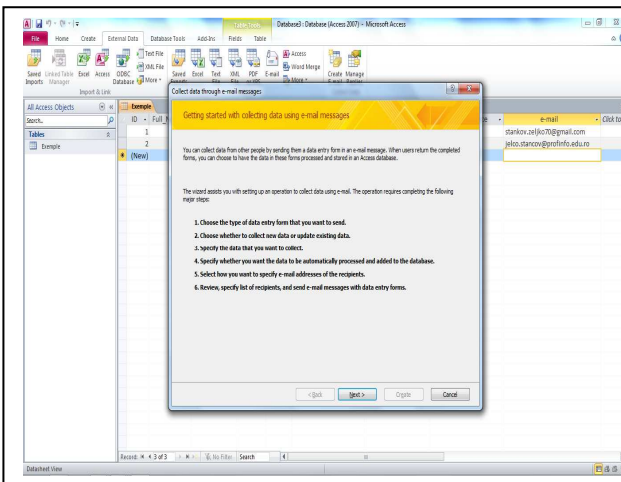 Table Tools
Database3 : Database (Access 2007) - Microsoft Access
File Home Create External Data Database Tools Add-Ins Fields Table
Saved Imports
Linked Table Manager
Excel
Access
ODBC Database
Text File
XML File
More
Import & Link
Saved
Excel
Text File
XML File
PDF
E-mail
Access
Word Merge
More
Create
Manage
All Access Objects
Search...
Tables
Exemple
Exemple
ID
e-mail
Click to
1 stankov.zeljko70@gmail.com
2 jelco.stancov@profinfo.edu.ro
(New)
Collect data through e-mail messages
Getting started with collecting data using e-mail messages
You can collect data from other people by sending them a data entry form in an e-mail message. When users return the completed
forms, you can choose to have the data in these forms processed and stored in an Access database.
The wizard assists you with setting up an operation to collect data using e-mail. The operation requires completing the following
major steps:
1. Choose the type of data entry form that you want to send.
2. Choose whether to collect new data or update existing data.
3. Specify the data that you want to collect.
4. Specify whether you want the data to be automatically processed and added to the database.
5. Select how you want to specify e-mail addresses of the recipients.
6. Review, specify list of recipients, and send e-mail messages with data entry forms.
< Back
Next >
Create
Cancel
Record: 3 of 3 No Filter Search
Datasheet View